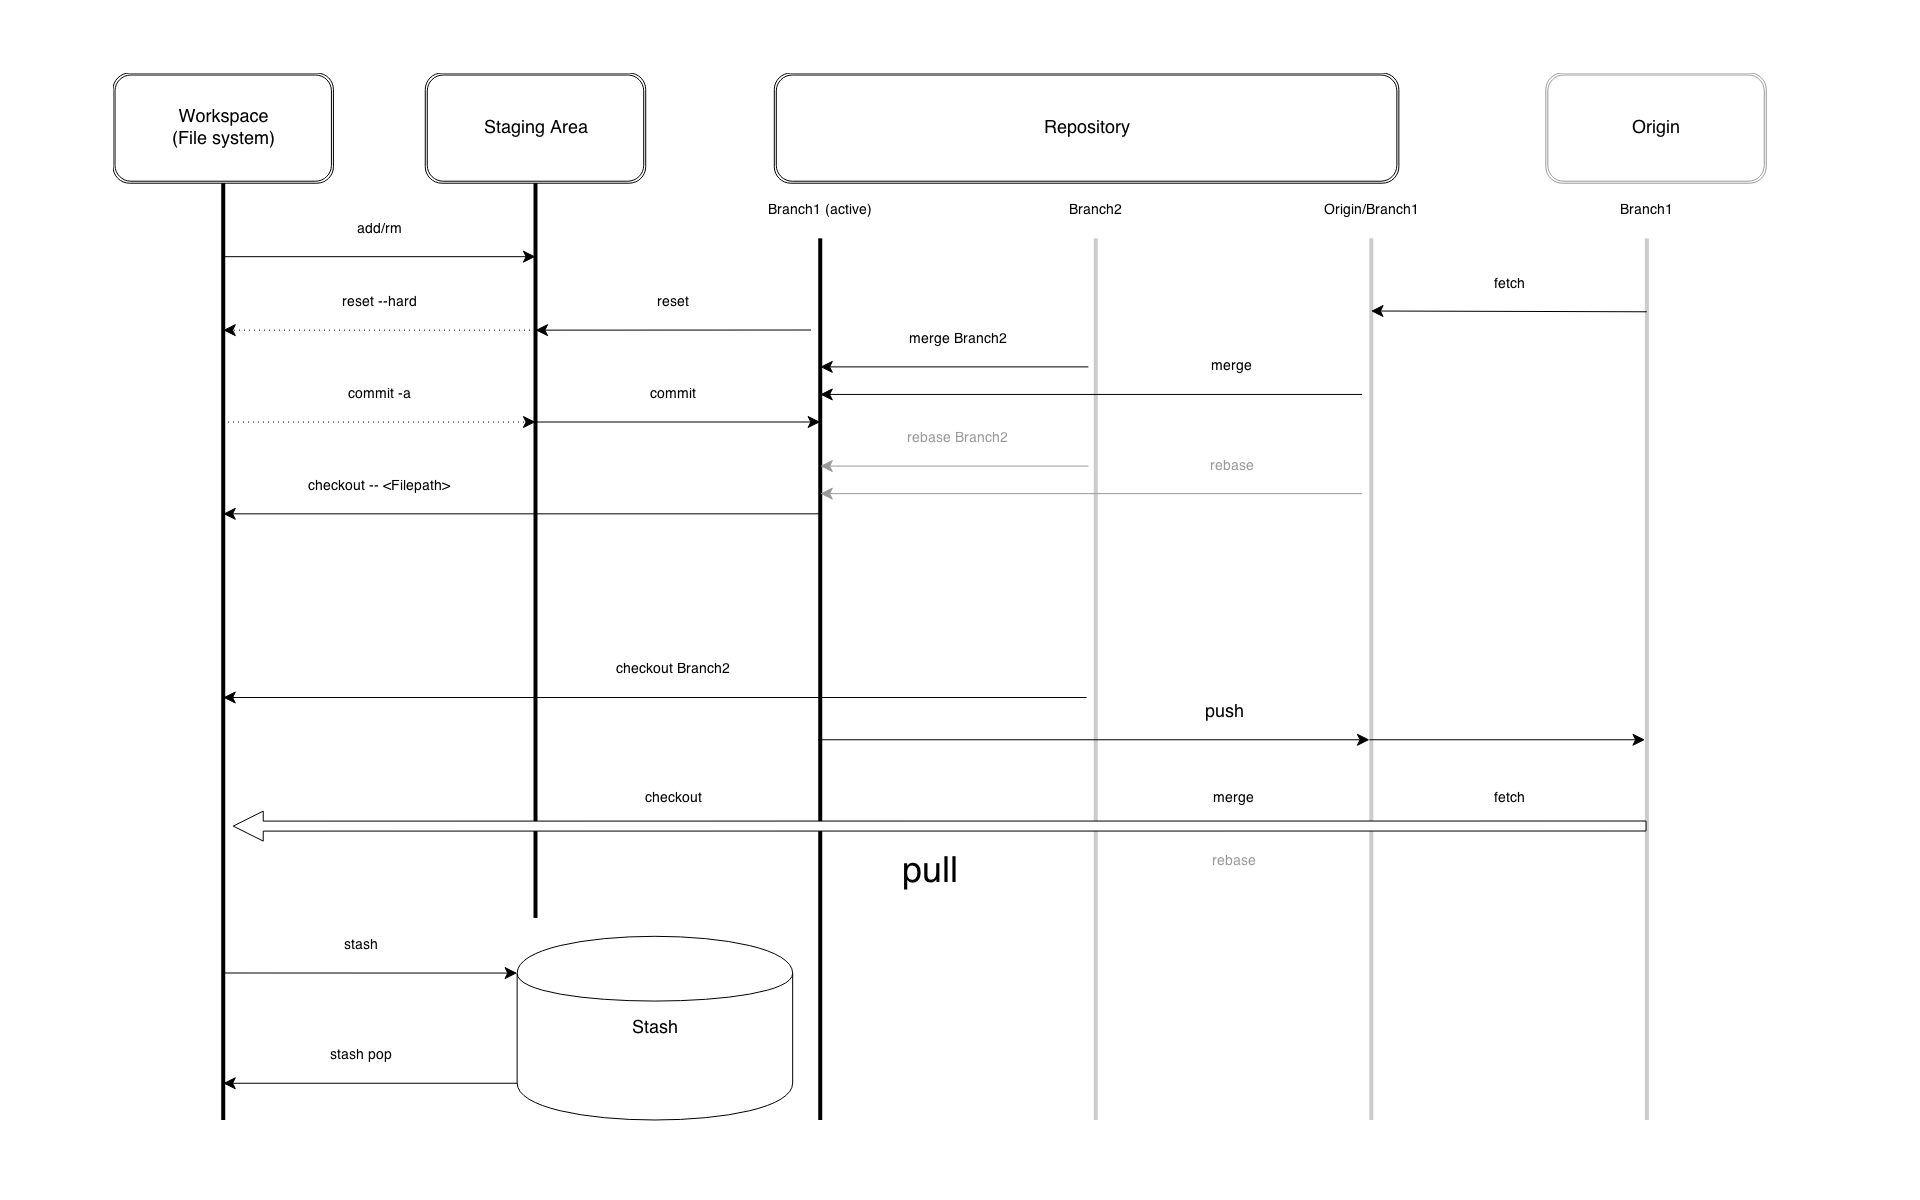 Workspace
(File system)
Staging Area
Repository
Origin
Branch1 (active)
Branch2
Origin/Branch1
Branch1
add/rm
fetch
reset --hard
reset
merge Branch2
merge
commit -a
commit
rebase Branch2
rebase
checkout -- <Filepath>
checkout Branch2
push
checkout
merge
fetch
pull
rebase
stash
Stash
stash pop